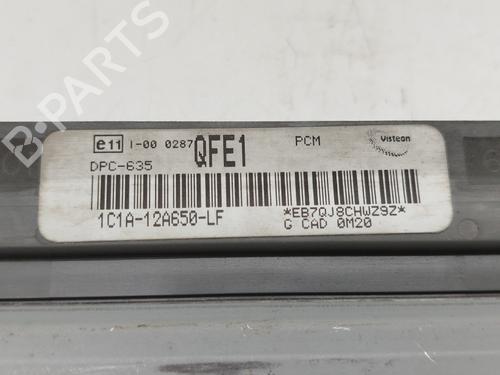 e11 I-00 0287 QFE1 PCM Visteon
DPC-635
1C1A-12A650-LF *EB7QJ8CHWZ9Z*
G CAD 0M20
B-PARTS